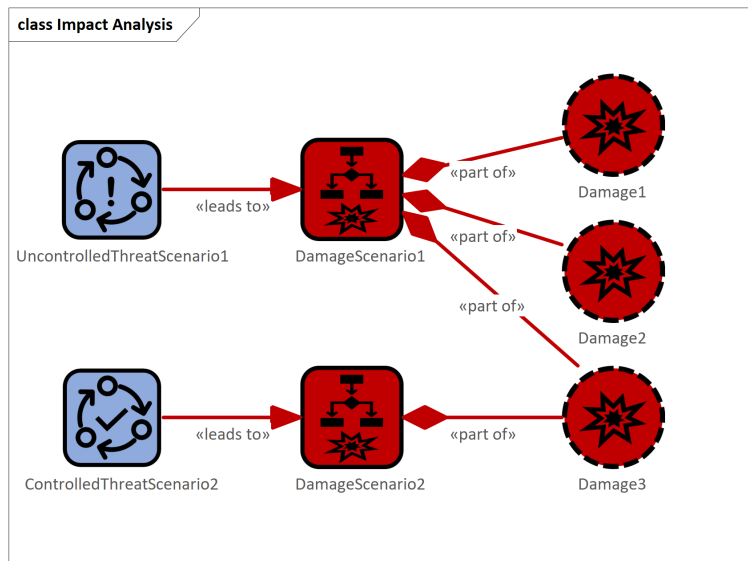 class Impact Analysis
«part of»
Damage1
«leads to»
UncontrolledThreatScenario1
DamageScenario1
«part of»
Damage2
«part of»
«leads to»
«part of»
ControlledThreatScenario2
DamageScenario2
Damage3